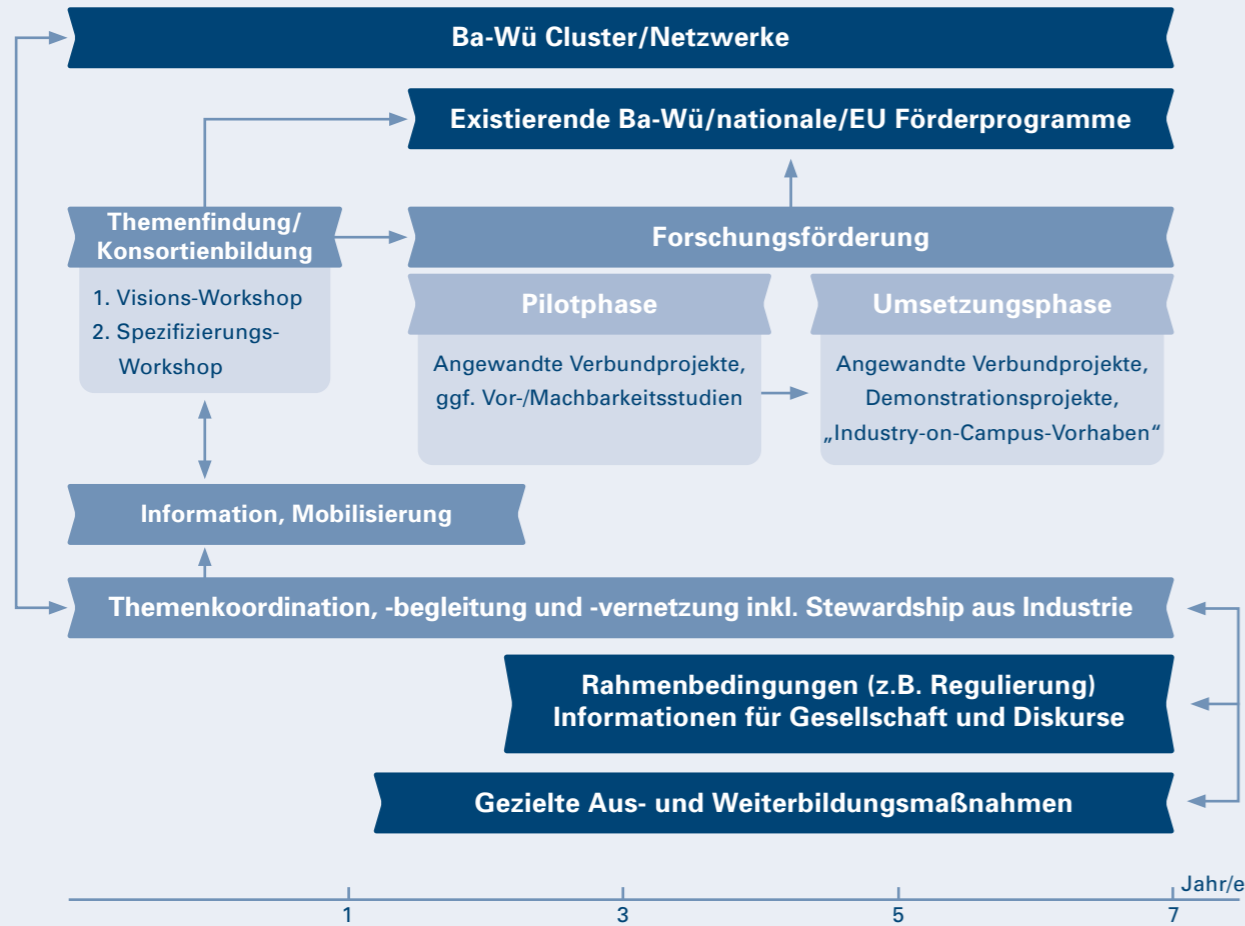 Ba-Wü Cluster/Netzwerke
Existierende Ba-Wü/nationale/EU Förderprogramme
Themenfindung/
Konsortienbildung
1. Visions-Workshop
2. Spezifizierungs-
Workshop
Forschungsförderung
Pilotphase
Angewandte Verbundprojekte,
ggf. Vor-/Machbarkeitsstudien
Umsetzungsphase
Angewandte Verbundprojekte,
Demonstrationsprojekte,
„Industry-on-Campus-Vorhaben“
Information, Mobilisierung
Themenkoordination, -begleitung und -vernetzung inkl. Stewardship aus Industrie
Rahmenbedingungen (z.B. Regulierung)
Informationen für Gesellschaft und Diskurse
Gezielte Aus- und Weiterbildungsmaßnahmen
Jahr/e
1 3 5 7